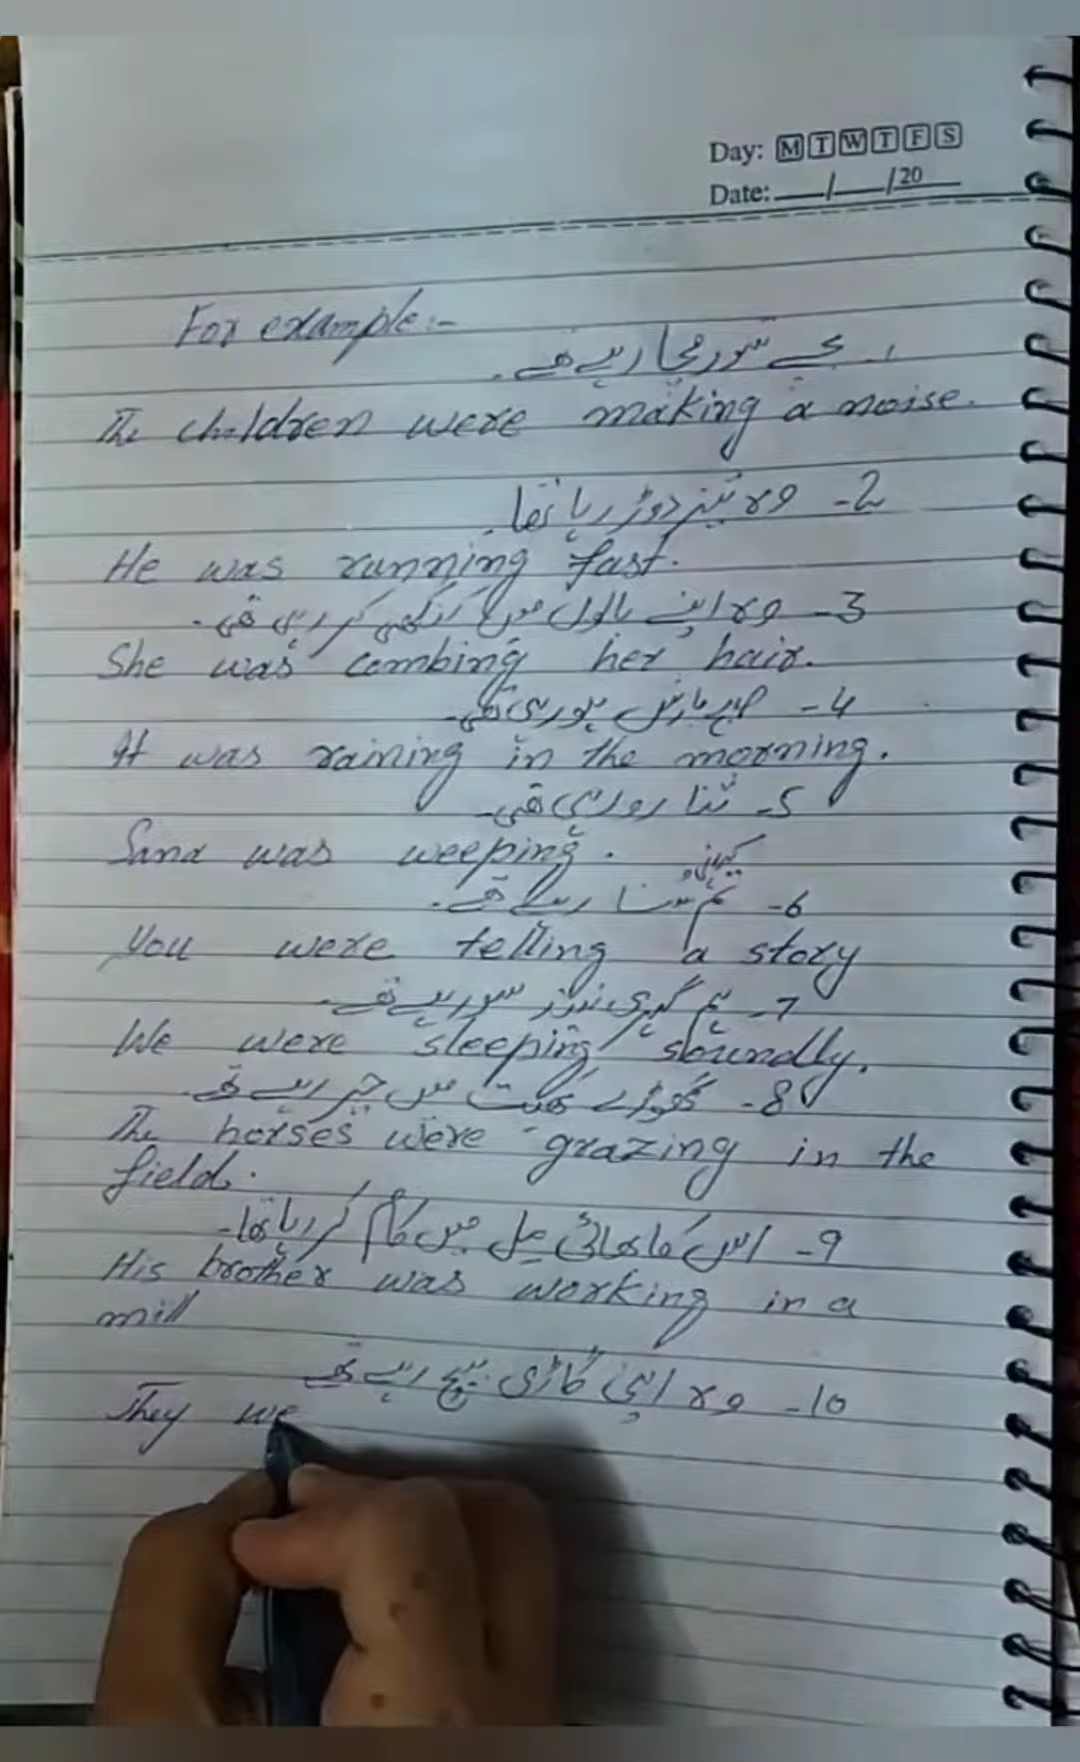 Day: M T W T F S
Date: __/__/20__
For example:-
1- بچے شور مچا رہے تھے۔
The children were making a noise.
2- وہ تیز دوڑ رہا تھا۔
He was running fast.
3- وہ اپنے بالوں میں کنگھی کر رہی تھی۔
She was combing her hair.
4- صبح بارش ہو رہی تھی۔
It was raining in the morning.
5- ثنا رو رہی تھی۔
Sana was weeping.
کہانی
6- تم سنا رہے تھے۔
You were telling a story
7- ہم گہری نیند سو رہے تھے۔
We were sleeping soundly.
8- گھوڑے کھیت میں چر رہے تھے۔
The horses were grazing in the
field.
9- اس کا بھائی مل میں کام کر رہا تھا۔
His brother was working in a
mill
10- وہ اپنی گاڑی بیچ رہے تھے
They we